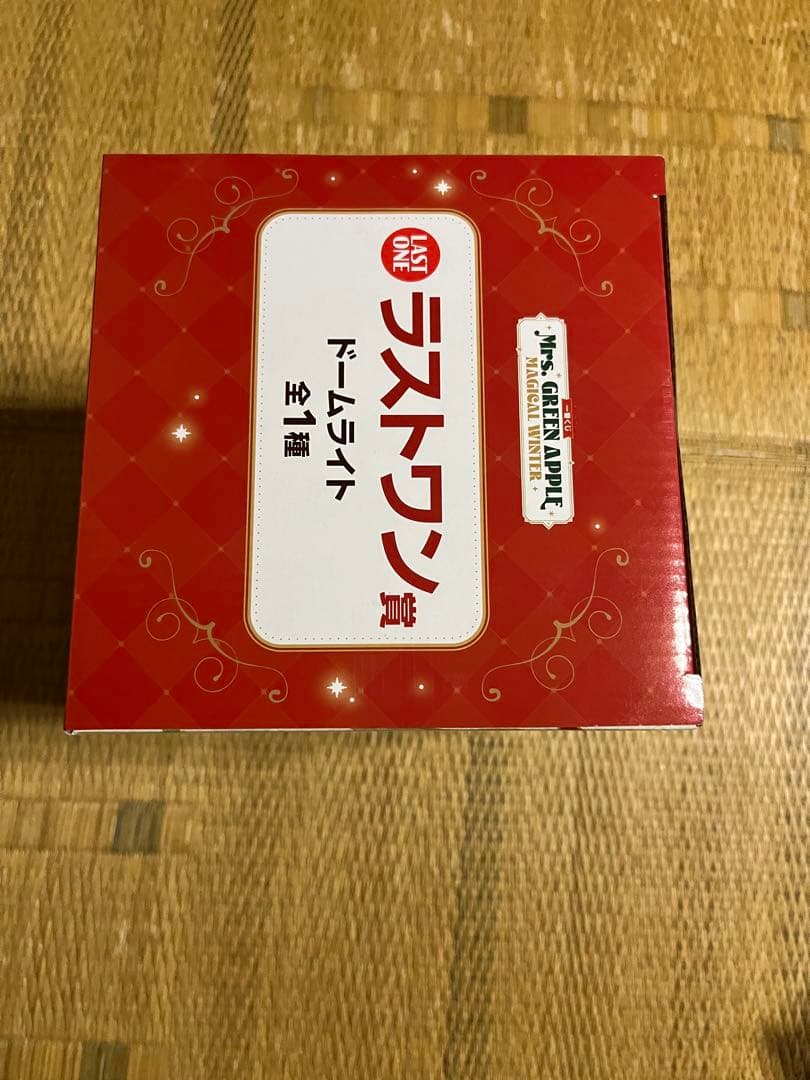 一番くじ
Mrs. GREEN APPLE
MAGICAL WINTER
LAST
ONE
ラストワン賞
ドームライト
全1種